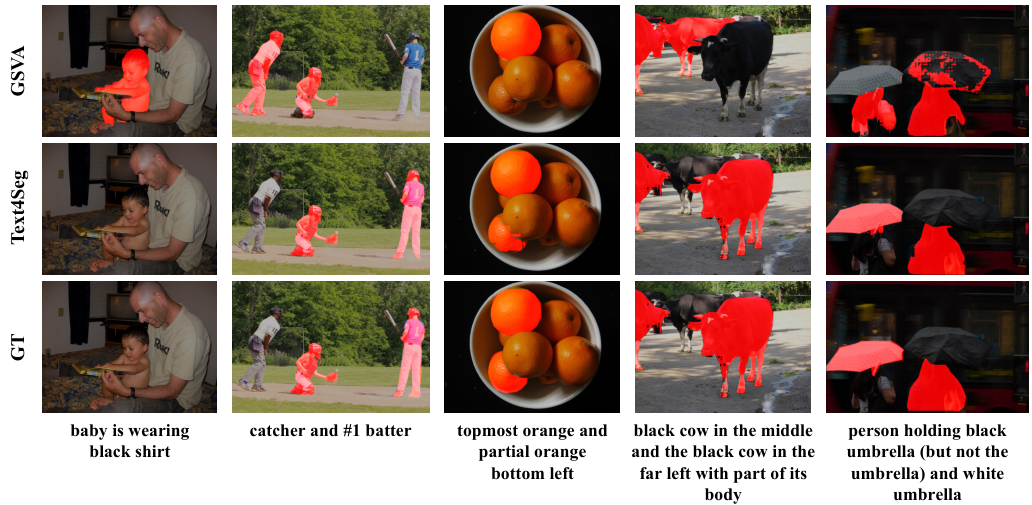 GSVA
Text4Seg
GT
baby is wearing
black shirt
catcher and #1 batter
topmost orange and
partial orange
bottom left
black cow in the middle
and the black cow in the
far left with part of its
body
person holding black
umbrella (but not the
umbrella) and white
umbrella